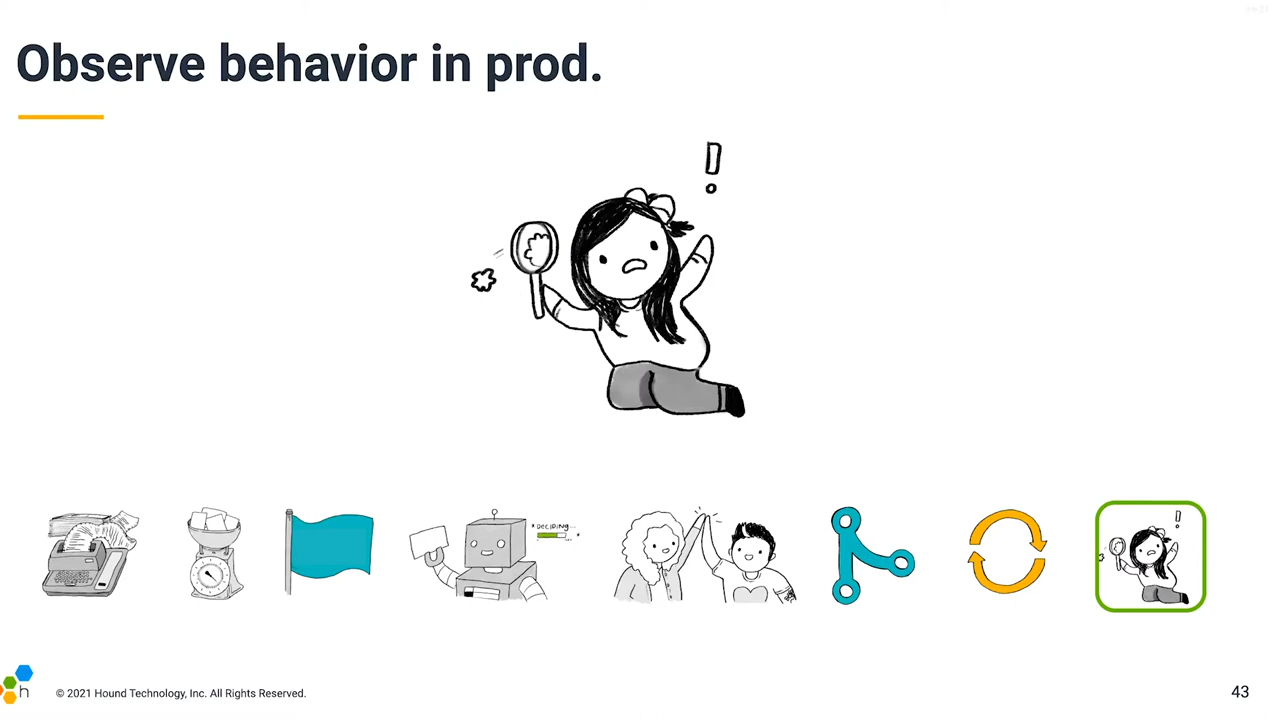 Observe behavior in prod.
!
* DECIDING...
h
© 2021 Hound Technology, Inc. All Rights Reserved.
43